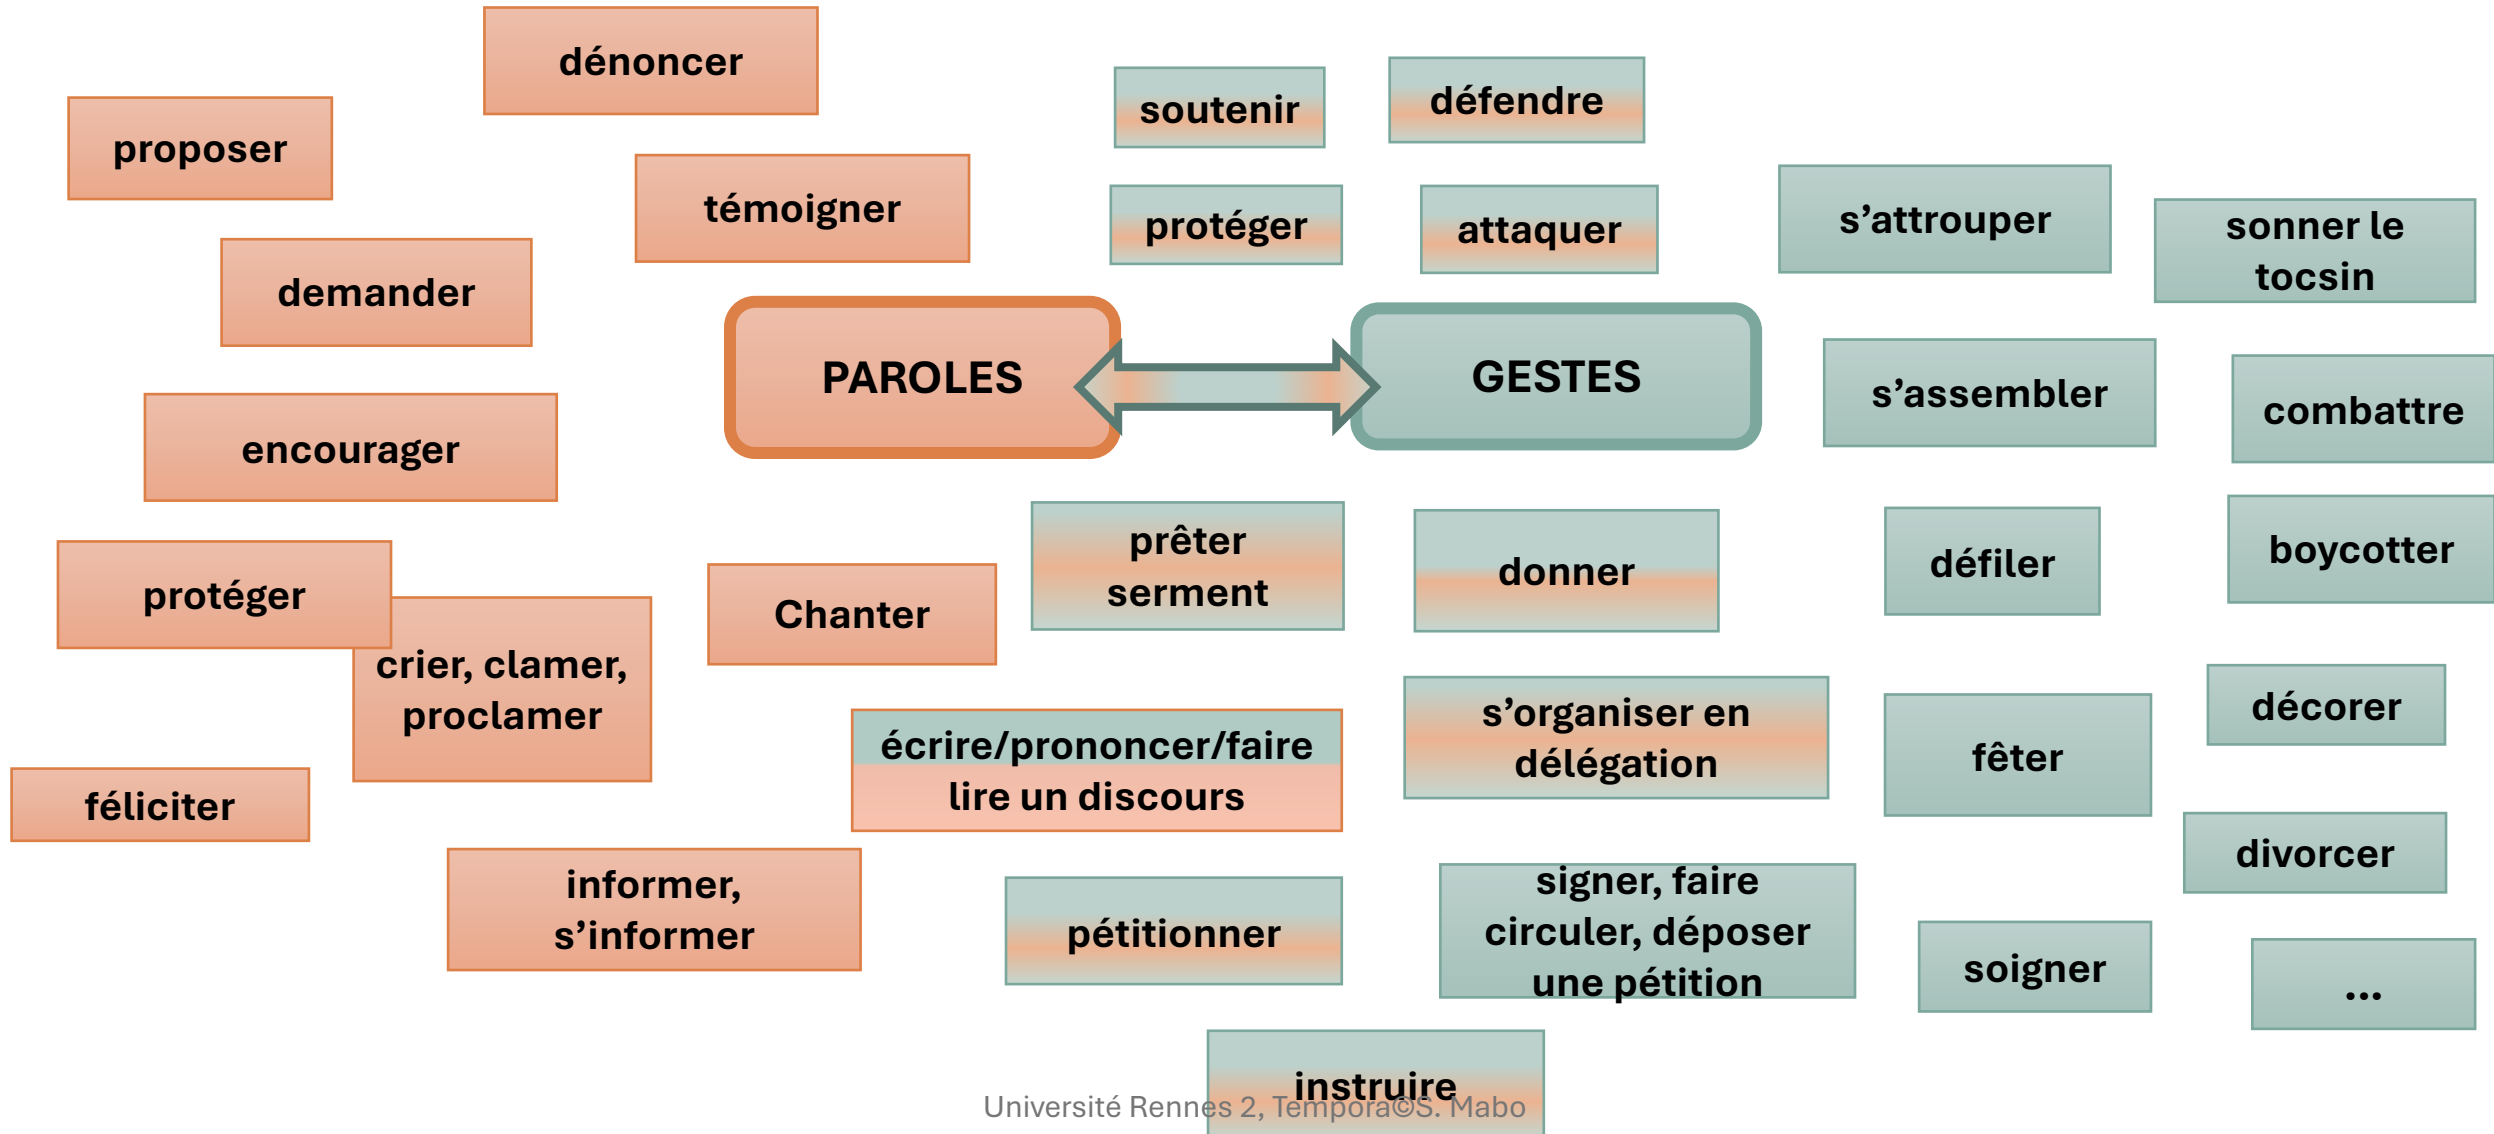 dénoncer
proposer
témoigner
demander
encourager
protéger
crier, clamer,
proclamer
féliciter
informer,
s’informer
Chanter
PAROLES
soutenir
défendre
protéger
attaquer
GESTES
prêter
serment
donner
écrire/prononcer/faire
lire un discours
s’organiser en
délégation
pétitionner
signer, faire
circuler, déposer
une pétition
instruire
s’attrouper
sonner le
tocsin
s’assembler
combattre
défiler
boycotter
fêter
décorer
divorcer
soigner
...
Université Rennes 2, Tempora©S. Mabo